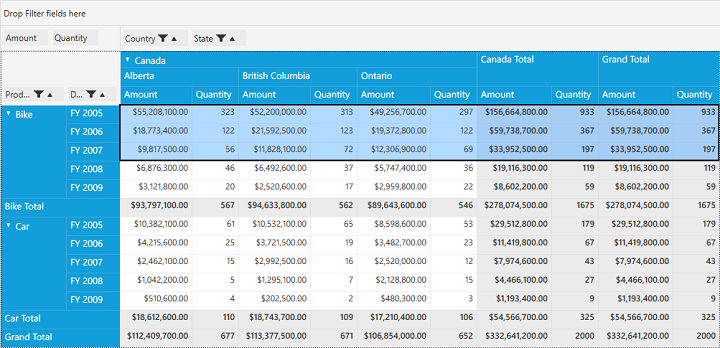 Drop Filter fields here
Amount Quantity Country State
Canada Canada Total Grand Total
Alberta British Columbia Ontario
Prod... D... Amount Quantity Amount Quantity Amount Quantity Amount Quantity Amount Quantity
Bike FY 2005 $55,208,100.00 323 $52,200,000.00 313 $49,256,700.00 297 $156,664,800.00 933 $156,664,800.00 933
FY 2006 $18,773,400.00 122 $21,592,500.00 123 $19,372,800.00 122 $59,738,700.00 367 $59,738,700.00 367
FY 2007 $9,817,500.00 56 $11,828,100.00 72 $12,306,900.00 69 $33,952,500.00 197 $33,952,500.00 197
FY 2008 $6,876,300.00 46 $6,492,600.00 37 $5,747,400.00 36 $19,116,300.00 119 $19,116,300.00 119
FY 2009 $3,121,800.00 20 $2,520,600.00 17 $2,959,800.00 22 $8,602,200.00 59 $8,602,200.00 59
Bike Total $93,797,100.00 567 $94,633,800.00 562 $89,643,600.00 546 $278,074,500.00 1675 $278,074,500.00 1675
Car FY 2005 $10,382,100.00 61 $10,532,100.00 65 $8,598,600.00 53 $29,512,800.00 179 $29,512,800.00 179
FY 2006 $4,215,600.00 25 $3,721,500.00 19 $3,482,700.00 23 $11,419,800.00 67 $11,419,800.00 67
FY 2007 $2,462,100.00 15 $2,992,500.00 16 $2,520,000.00 12 $7,974,600.00 43 $7,974,600.00 43
FY 2008 $1,042,200.00 5 $1,295,100.00 7 $2,128,800.00 15 $4,466,100.00 27 $4,466,100.00 27
FY 2009 $510,600.00 4 $202,500.00 2 $480,300.00 3 $1,193,400.00 9 $1,193,400.00 9
Car Total $18,612,600.00 110 $18,743,700.00 109 $17,210,400.00 106 $54,566,700.00 325 $54,566,700.00 325
Grand Total $112,409,700.00 677 $113,377,500.00 671 $106,854,000.00 652 $332,641,200.00 2000 $332,641,200.00 2000